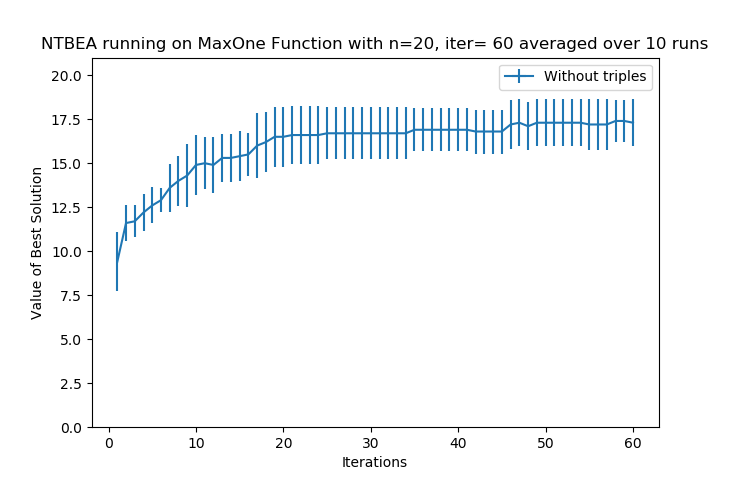 NTBEA running on MaxOne Function with n=20, iter= 60 averaged over 10 runs
Without triples
20.0
17.5
15.0
12.5
10.0
7.5
5.0
2.5
0.0
Value of Best Solution
0 10 20 30 40 50 60
Iterations